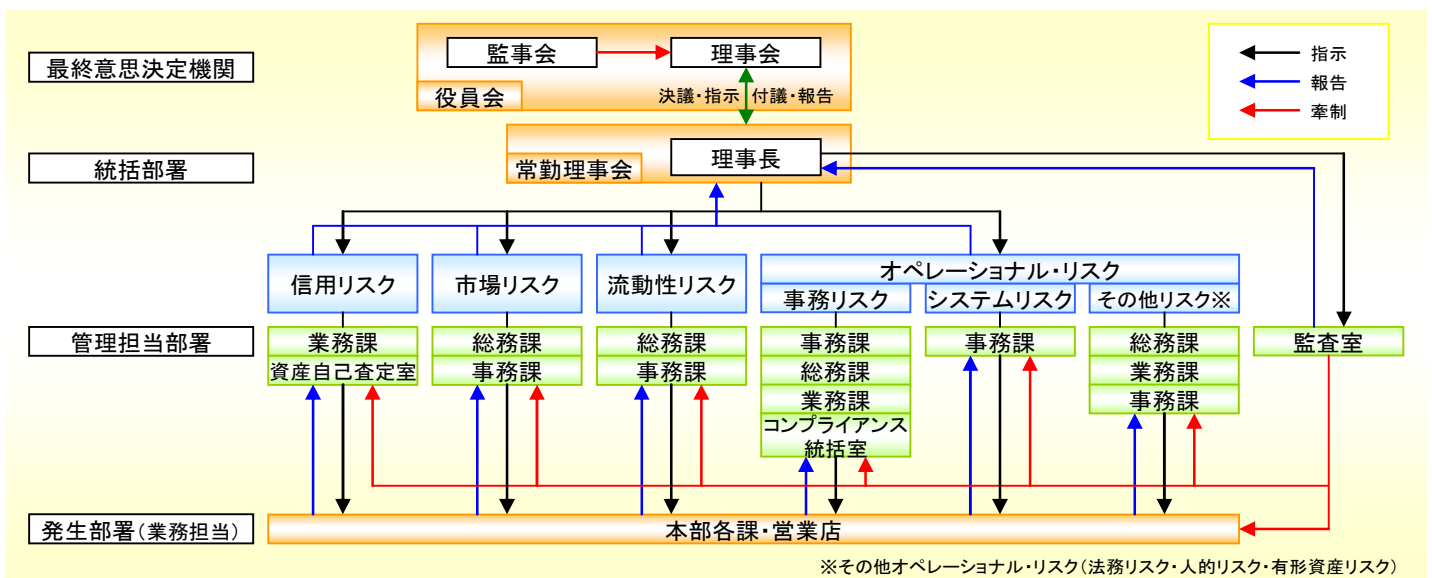 最終意思決定機関
監事会
理事会
役員会
決議・指示
付議・報告
指示
報告
牽制
統括部署
常勤理事会
理事長
信用リスク
市場リスク
流動性リスク
オペレーショナル・リスク
事務リスク
システムリスク
その他リスク※
管理担当部署
業務課
資産自己査定室
総務課
事務課
総務課
事務課
事務課
総務課
業務課
コンプライアンス
統括室
事務課
総務課
業務課
事務課
監査室
発生部署(業務担当)
本部各課・営業店
※その他オペレーショナル・リスク(法務リスク・人的リスク・有形資産リスク)